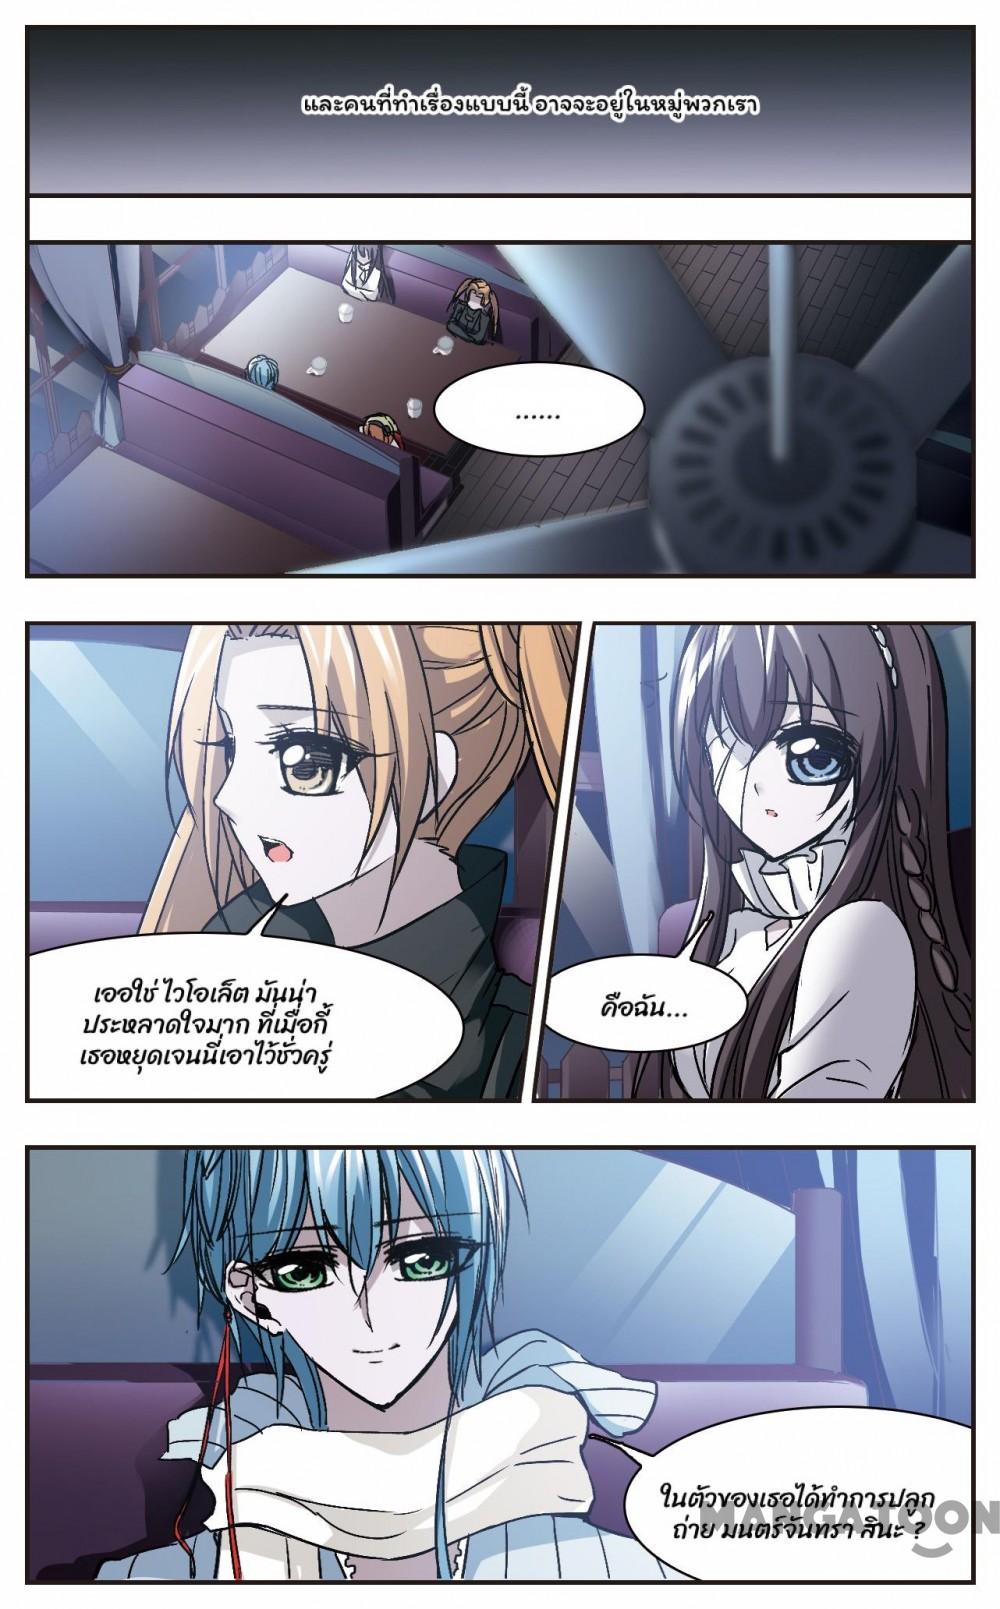 และคนที่ทำเรื่องแบบนี้ อาจจะอยู่ในหมู่พวกเรา
......
เออใช่ ไวโอเล็ต มันน่า
ประหลาดใจมาก ที่เมื่อกี้
เธอหยุดเจนนี่เอาไว้ชั่วครู่
คือฉัน...
ในตัวของเธอได้ทำการปลูก
ถ่าย มนตร์จันทรา สินะ ?
MANGATOON